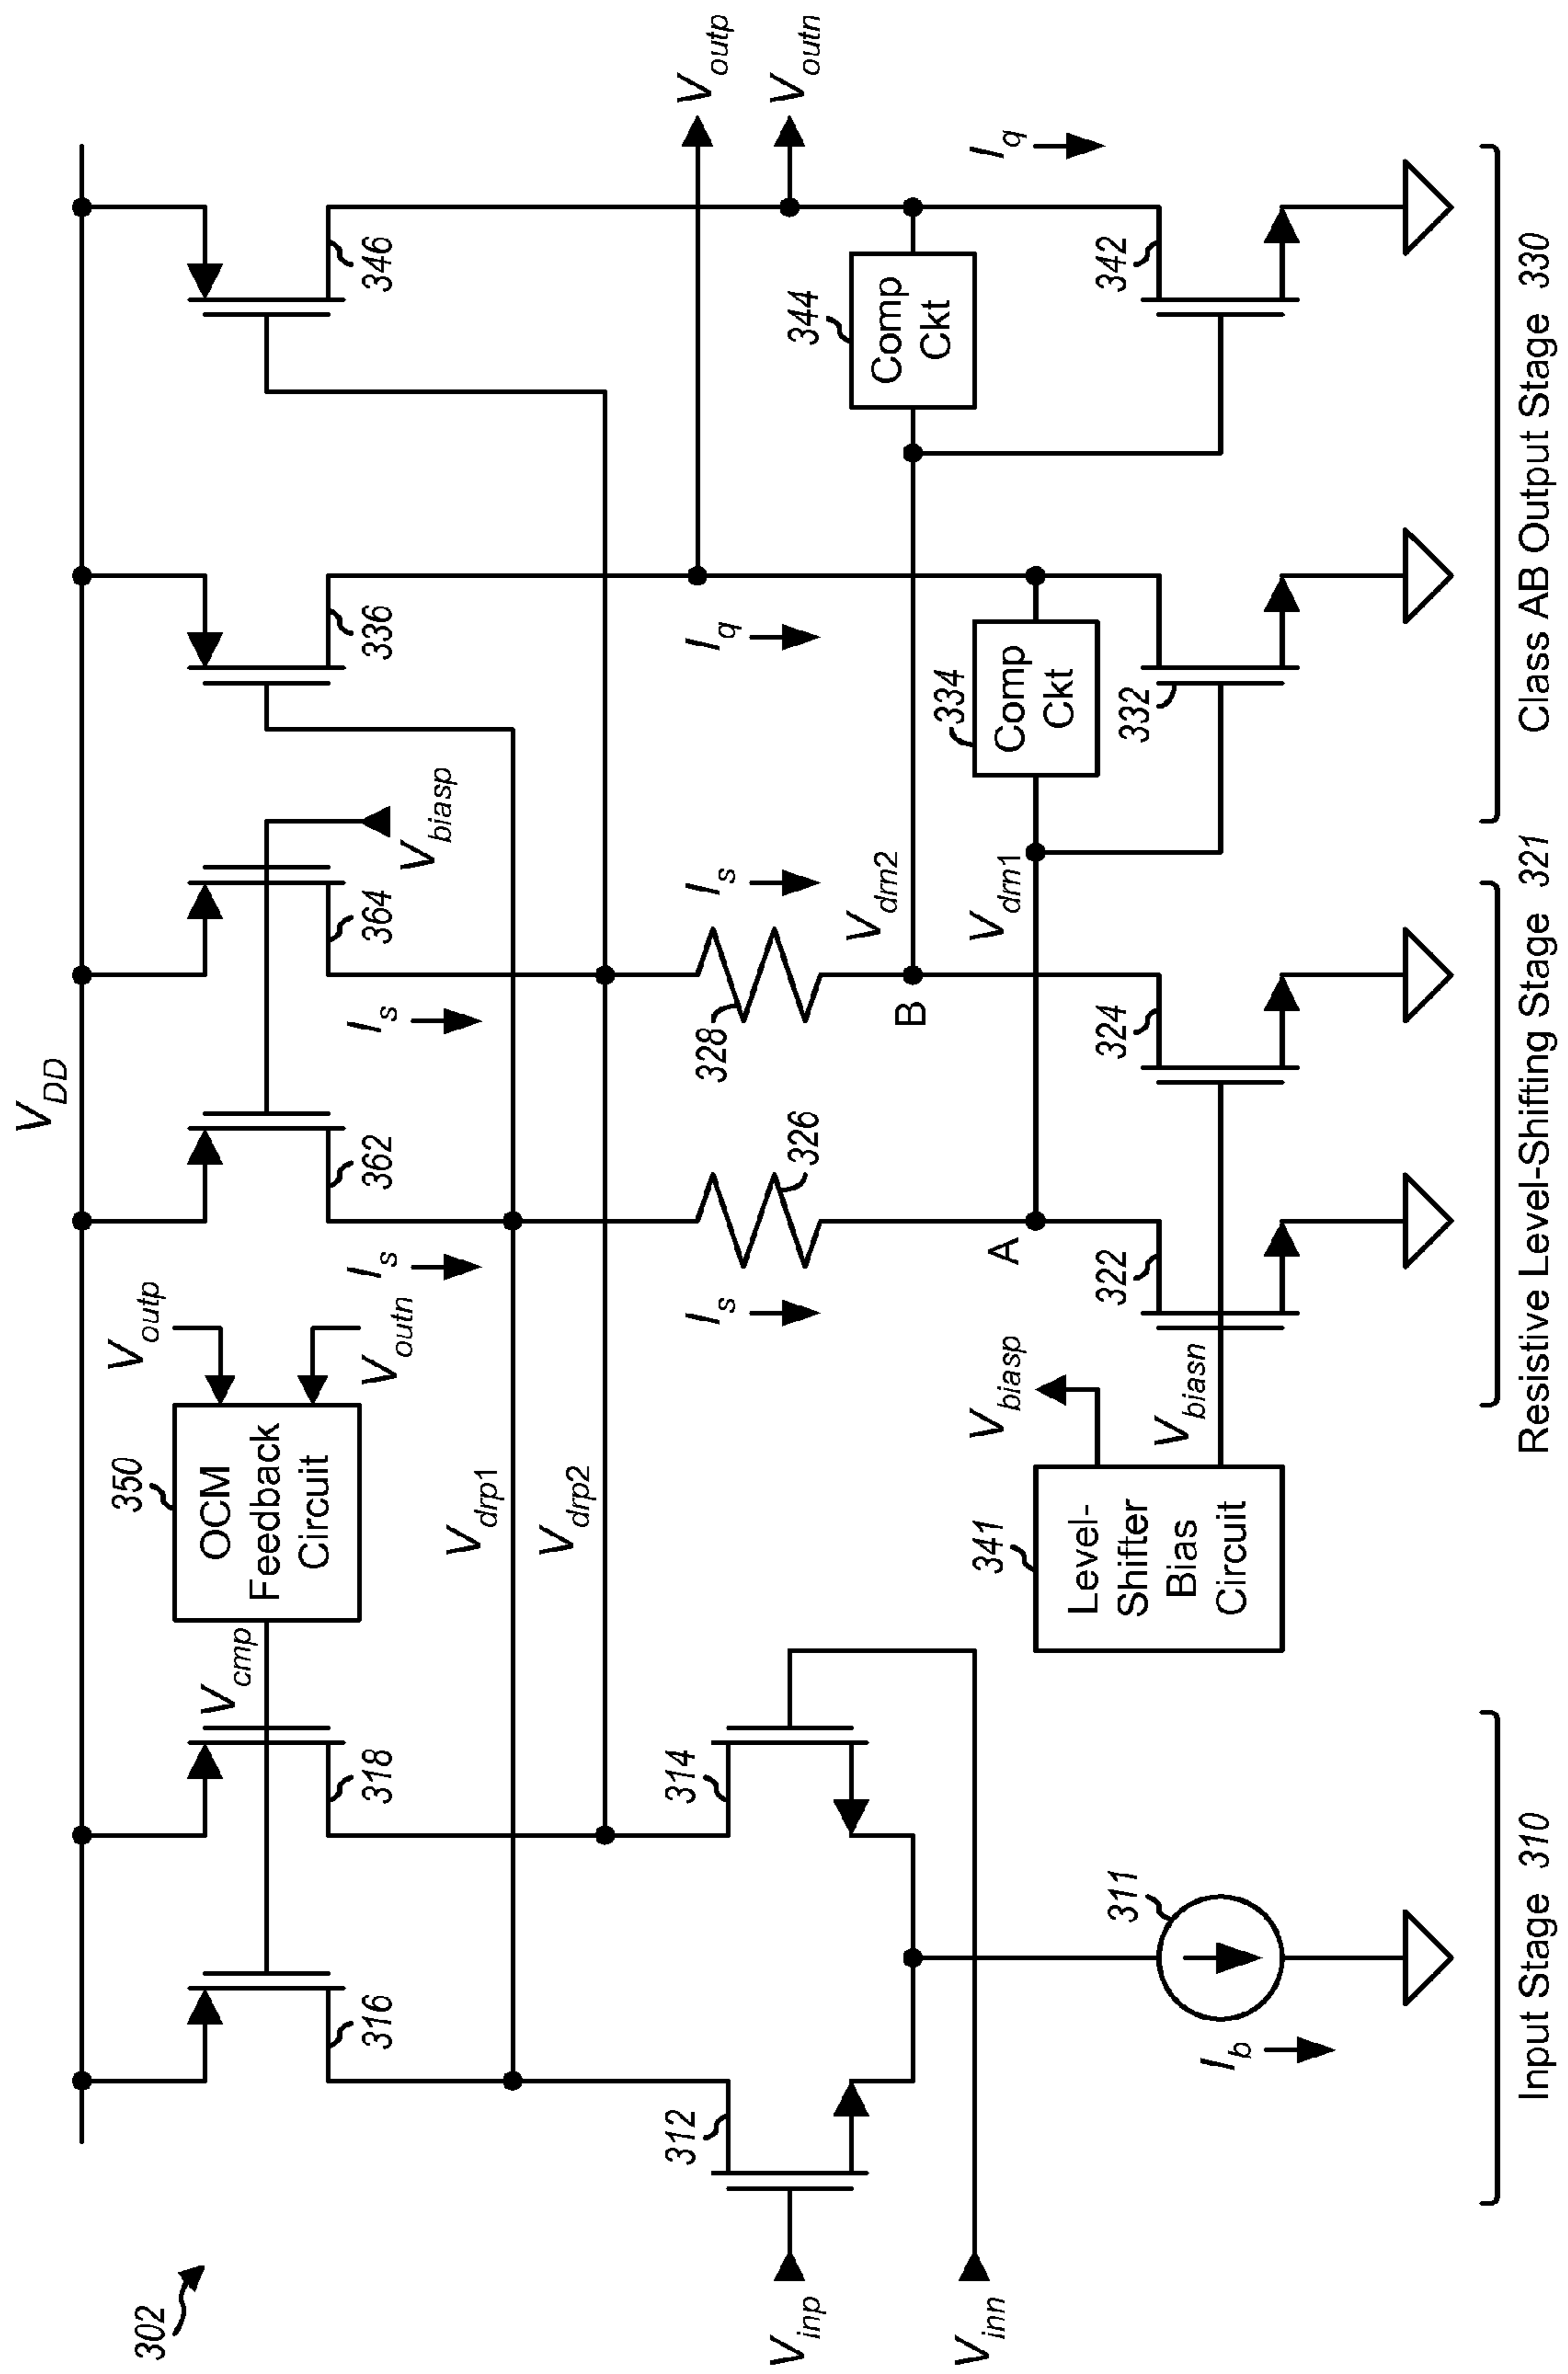 302
V_DD
V_outp
V_outn
350
OCM
Feedback
Circuit
V_cmp
316
318
I_s
362
I_s
364
V_biasp
336
346
V_drp1
V_drp2
V_outp
V_outn
V_inp
V_inn
312
314
I_s
326
328
I_s
I_q
I_q
V_drn2
V_drn1
A
B
334
Comp
Ckt
344
Comp
Ckt
I_b
311
341
Level-
Shifter
Bias
Circuit
V_biasp
V_biasn
322
324
332
342
Input Stage 310
Resistive Level-Shifting Stage 321
Class AB Output Stage 330